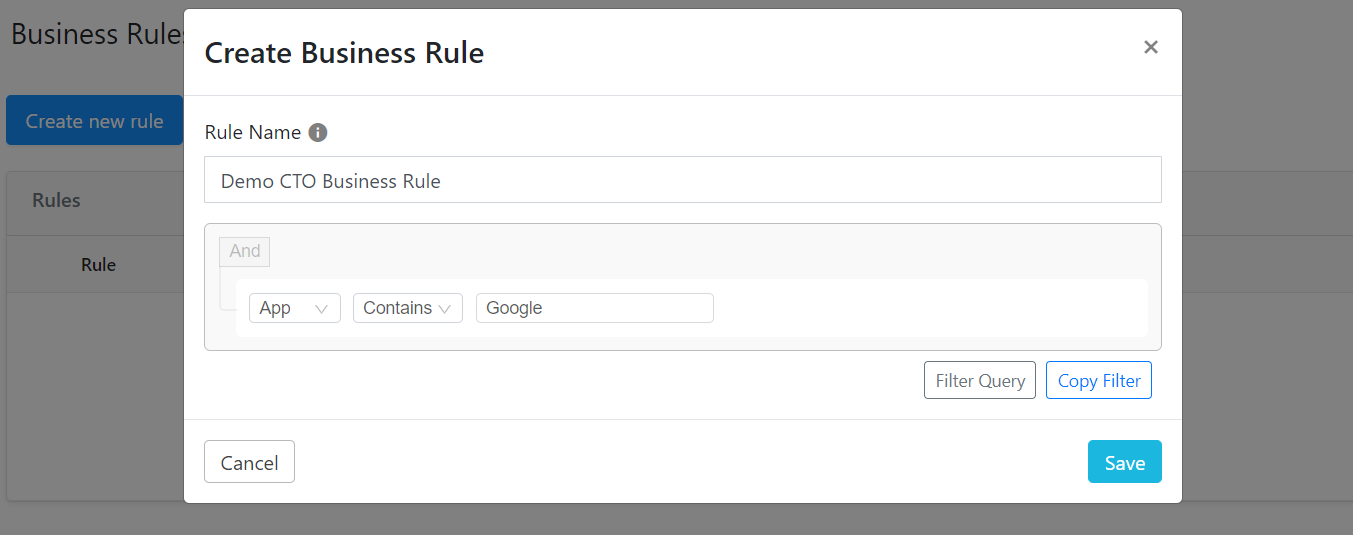 Business Rules
Create new rule
Rules
Rule
Create Business Rule
×
Rule Name
Demo CTO Business Rule
And
App
Contains
Google
Filter Query
Copy Filter
Cancel
Save